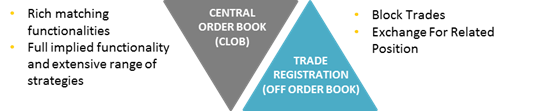 • Rich matching
functionalities
• Full implied functionality
and extensive range of
strategies
CENTRAL
ORDER BOOK
(CLOB)
TRADE
REGISTRATION
(OFF ORDER BOOK)
• Block Trades
• Exchange For Related
Position